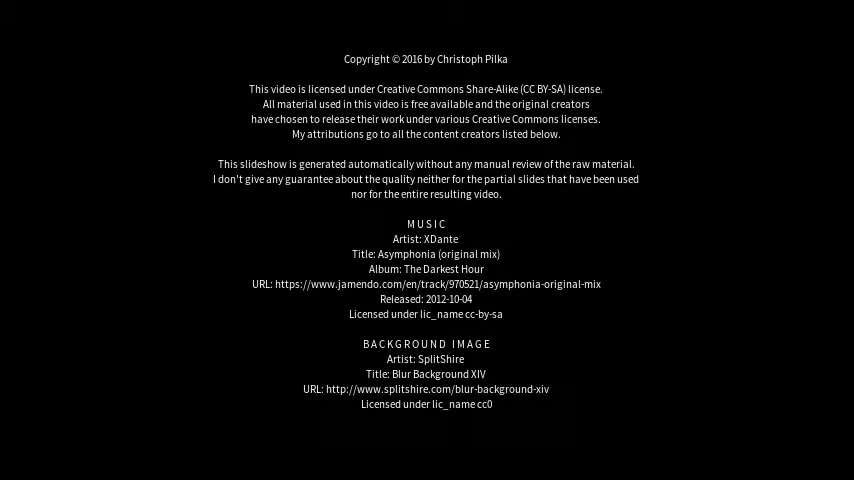 Copyright © 2016 by Christoph Pilka
This video is licensed under Creative Commons Share-Alike (CC BY-SA) license.
All material used in this video is free available and the original creators
have chosen to release their work under various Creative Commons licenses.
My attributions go to all the content creators listed below.
This slideshow is generated automatically without any manual review of the raw material.
I don't give any guarantee about the quality neither for the partial slides that have been used
nor for the entire resulting video.
MUSIC
Artist: XDante
Title: Asymphonia (original mix)
Album: The Darkest Hour
URL: https://www.jamendo.com/en/track/970521/asymphonia-original-mix
Released: 2012-10-04
Licensed under lic_name cc-by-sa
BACKGROUND IMAGE
Artist: SplitShire
Title: Blur Background XIV
URL: http://www.splitshire.com/blur-background-xiv
Licensed under lic_name cc0